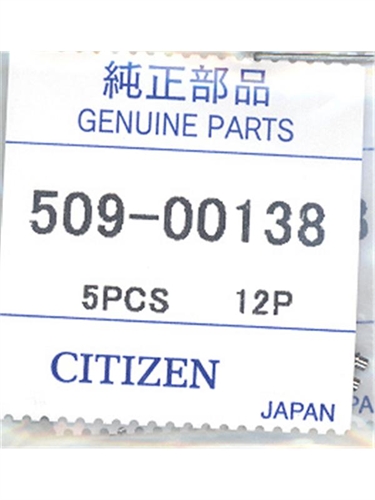 純正部品
GENUINE PARTS
509-00138
5PCS 12P
CITIZEN
JAPAN